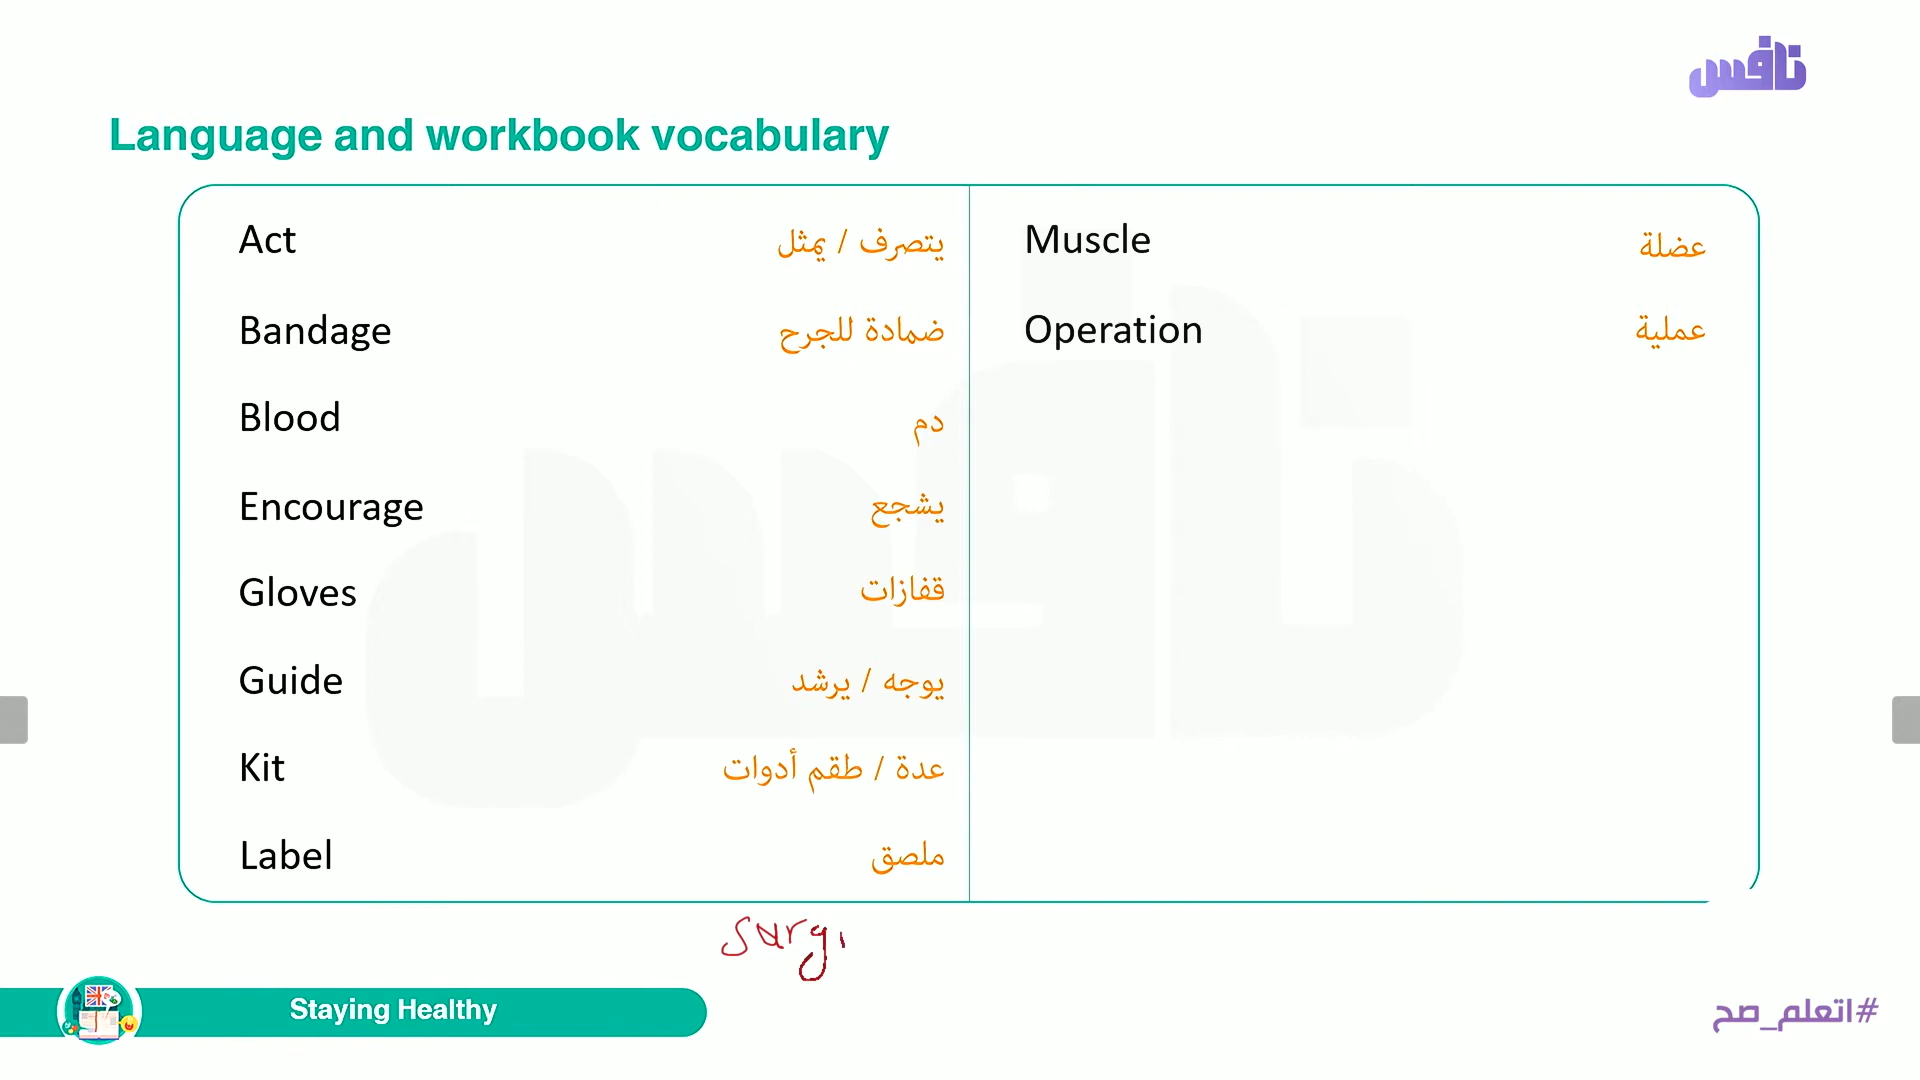 نافس
Language and workbook vocabulary
Act يتصرف / يمثل
Bandage ضمادة للجرح
Blood دم
Encourage يشجع
Gloves قفازات
Guide يوجه / يرشد
Kit عدة / طقم أدوات
Label ملصق
Muscle عضلة
Operation عملية
Staying Healthy
#اتعلم_صح